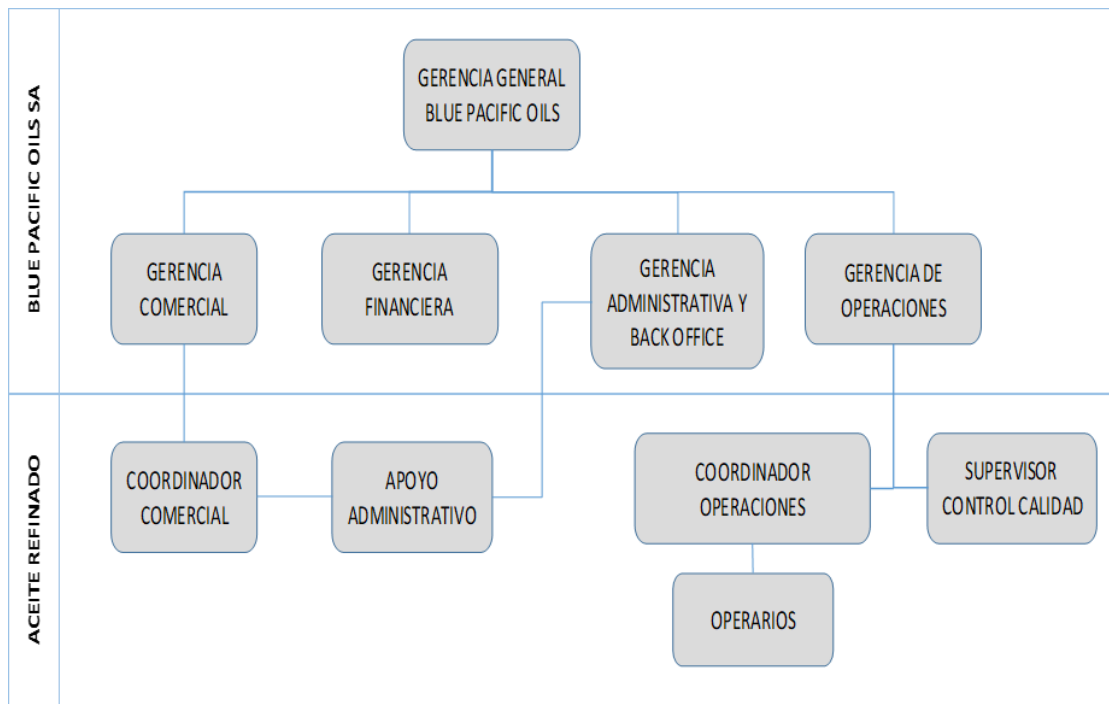 BLUE PACIFIC OILS SA
GERENCIA GENERAL
BLUE PACIFIC OILS
GERENCIA
COMERCIAL
GERENCIA
FINANCIERA
GERENCIA
ADMINISTRATIVA Y
BACK OFFICE
GERENCIA DE
OPERACIONES
ACEITE REFINADO
COORDINADOR
COMERCIAL
APOYO
ADMINISTRATIVO
COORDINADOR
OPERACIONES
SUPERVISOR
CONTROL CALIDAD
OPERARIOS